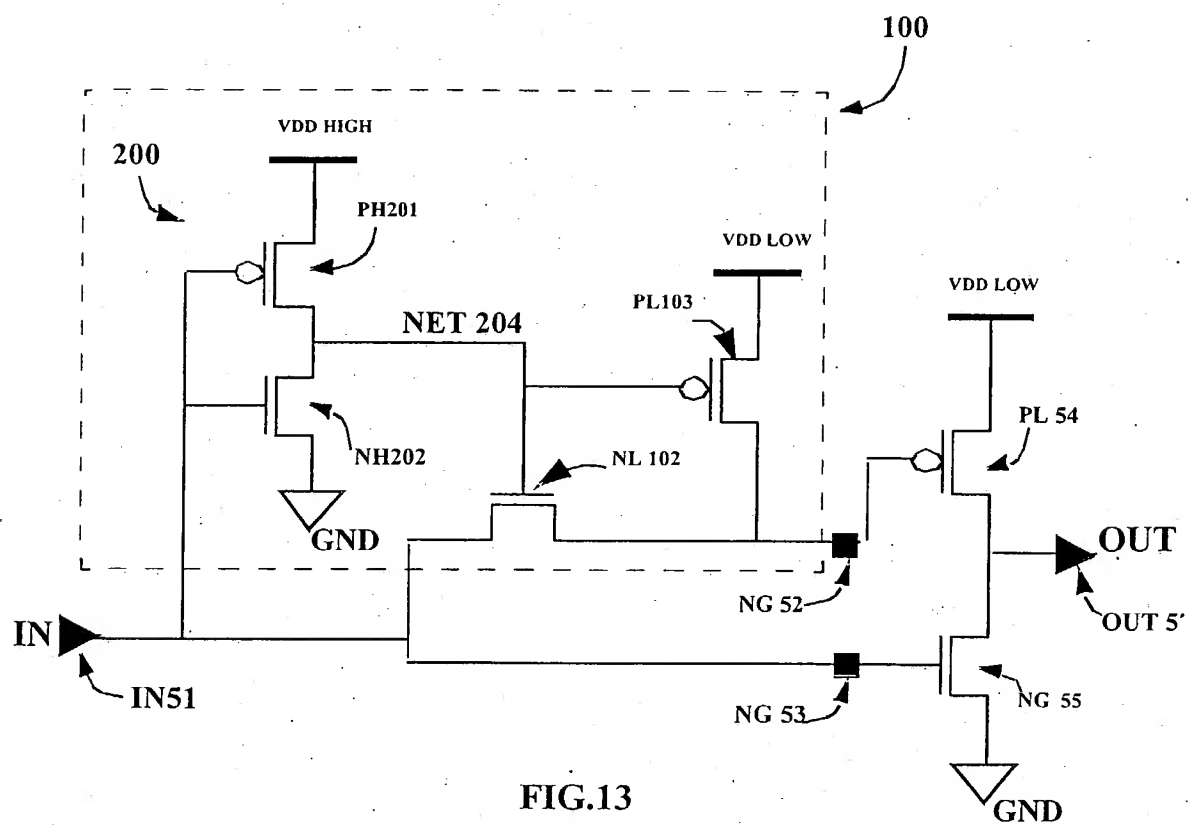 100
VDD HIGH
200
PH201
VDD LOW
VDD LOW
PL103
NET 204
PL 54
NH202
NL 102
GND
OUT
NG 52
OUT 5
IN
IN51
NG 53
NG 55
GND
FIG.13